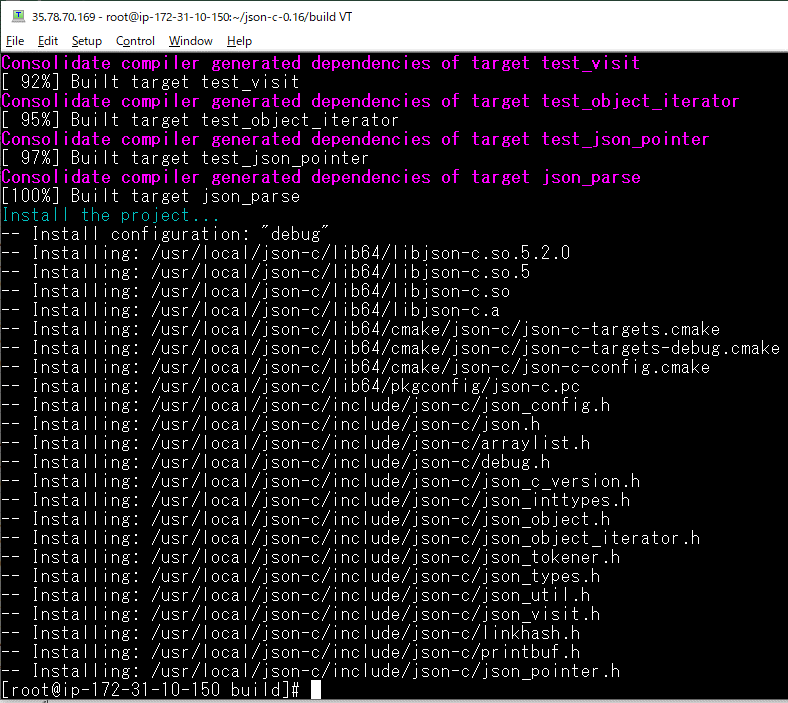 35.78.70.169 - root@ip-172-31-10-150:~/json-c-0.16/build VT
File Edit Setup Control Window Help
Consolidate compiler generated dependencies of target test_visit
[ 92%] Built target test_visit
Consolidate compiler generated dependencies of target test_object_iterator
[ 95%] Built target test_object_iterator
Consolidate compiler generated dependencies of target test_json_pointer
[ 97%] Built target test_json_pointer
Consolidate compiler generated dependencies of target json_parse
[100%] Built target json_parse
Install the project...
-- Install configuration: "debug"
-- Installing: /usr/local/json-c/lib64/libjson-c.so.5.2.0
-- Installing: /usr/local/json-c/lib64/libjson-c.so.5
-- Installing: /usr/local/json-c/lib64/libjson-c.so
-- Installing: /usr/local/json-c/lib64/libjson-c.a
-- Installing: /usr/local/json-c/lib64/cmake/json-c/json-c-targets.cmake
-- Installing: /usr/local/json-c/lib64/cmake/json-c/json-c-targets-debug.cmake
-- Installing: /usr/local/json-c/lib64/cmake/json-c/json-c-config.cmake
-- Installing: /usr/local/json-c/lib64/pkgconfig/json-c.pc
-- Installing: /usr/local/json-c/include/json-c/json_config.h
-- Installing: /usr/local/json-c/include/json-c/json.h
-- Installing: /usr/local/json-c/include/json-c/arraylist.h
-- Installing: /usr/local/json-c/include/json-c/debug.h
-- Installing: /usr/local/json-c/include/json-c/json_c_version.h
-- Installing: /usr/local/json-c/include/json-c/json_inttypes.h
-- Installing: /usr/local/json-c/include/json-c/json_object.h
-- Installing: /usr/local/json-c/include/json-c/json_object_iterator.h
-- Installing: /usr/local/json-c/include/json-c/json_tokener.h
-- Installing: /usr/local/json-c/include/json-c/json_types.h
-- Installing: /usr/local/json-c/include/json-c/json_util.h
-- Installing: /usr/local/json-c/include/json-c/json_visit.h
-- Installing: /usr/local/json-c/include/json-c/linkhash.h
-- Installing: /usr/local/json-c/include/json-c/printbuf.h
-- Installing: /usr/local/json-c/include/json-c/json_pointer.h
[root@ip-172-31-10-150 build]#